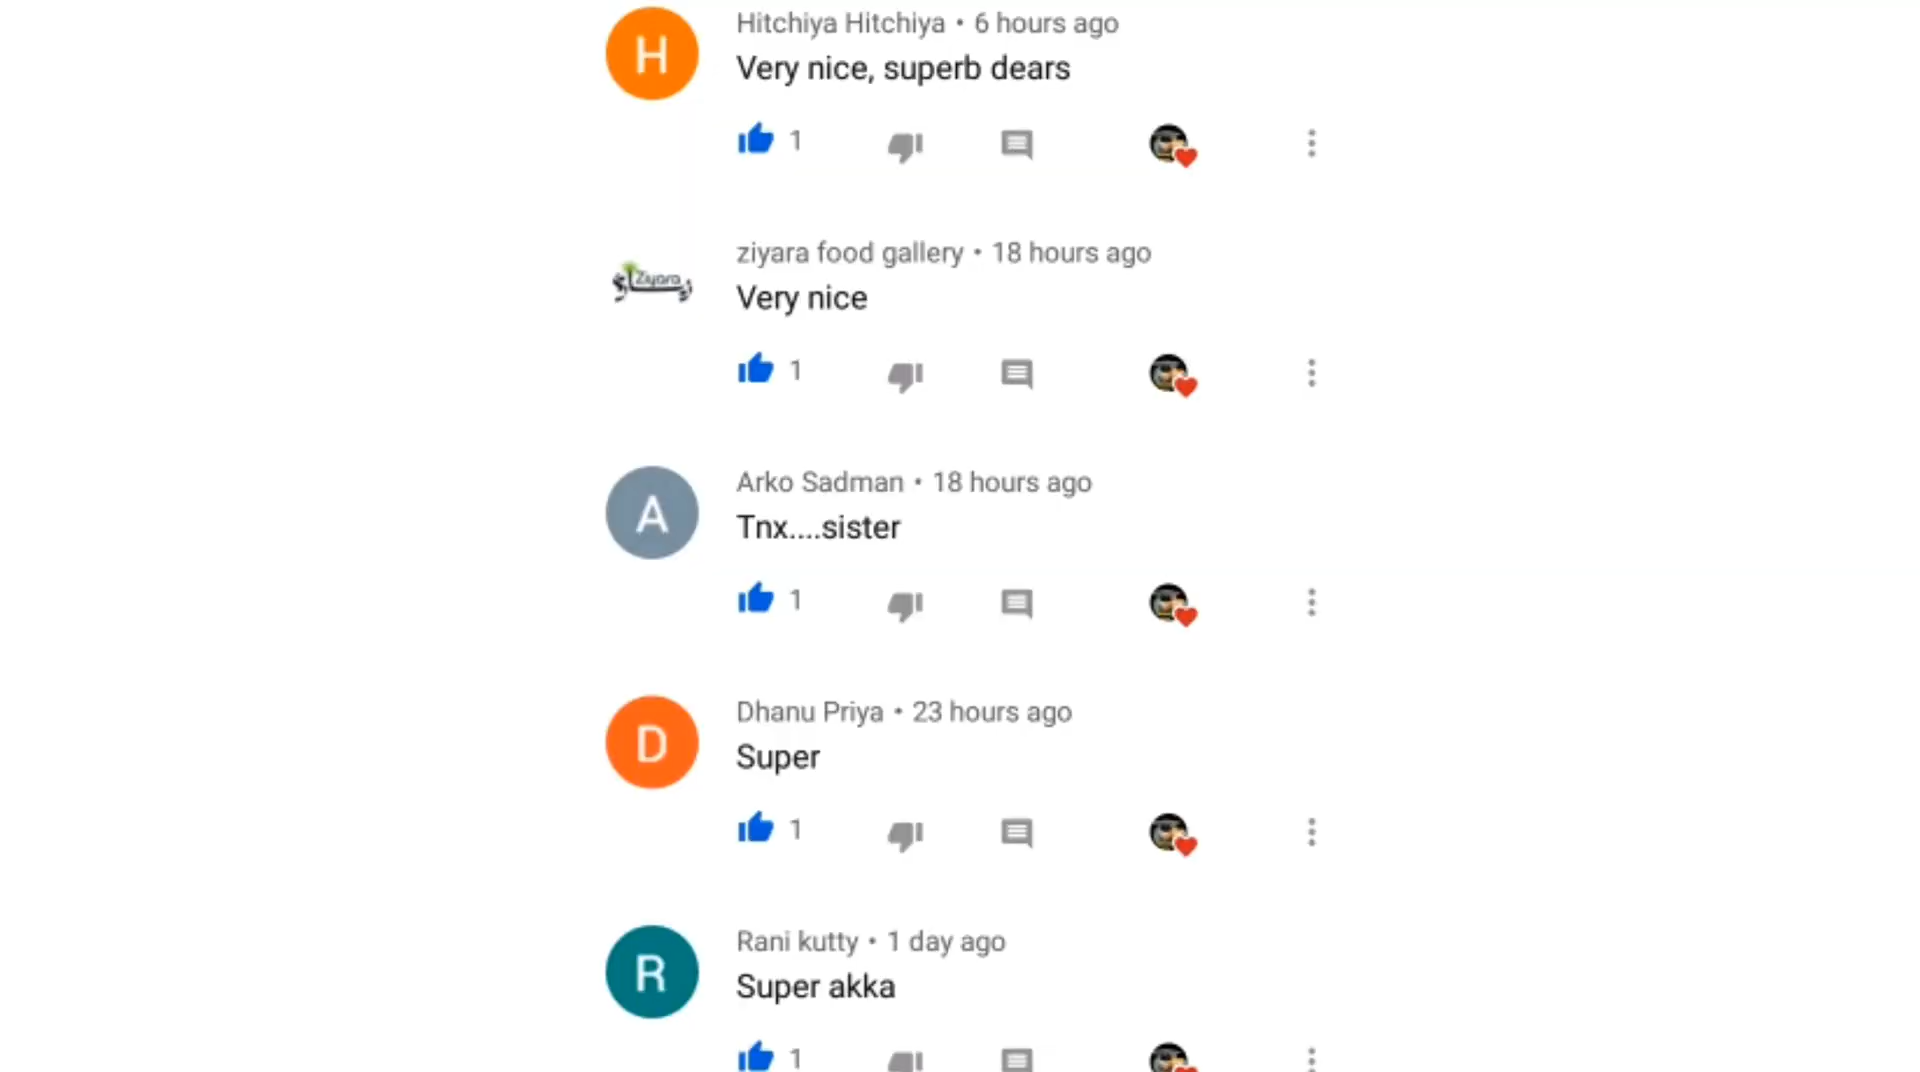 H
Hitchiya Hitchiya • 6 hours ago
Very nice, superb dears
1
Ziyara
ziyara food gallery • 18 hours ago
Very nice
1
A
Arko Sadman • 18 hours ago
Tnx....sister
1
D
Dhanu Priya • 23 hours ago
Super
1
R
Rani kutty • 1 day ago
Super akka
1